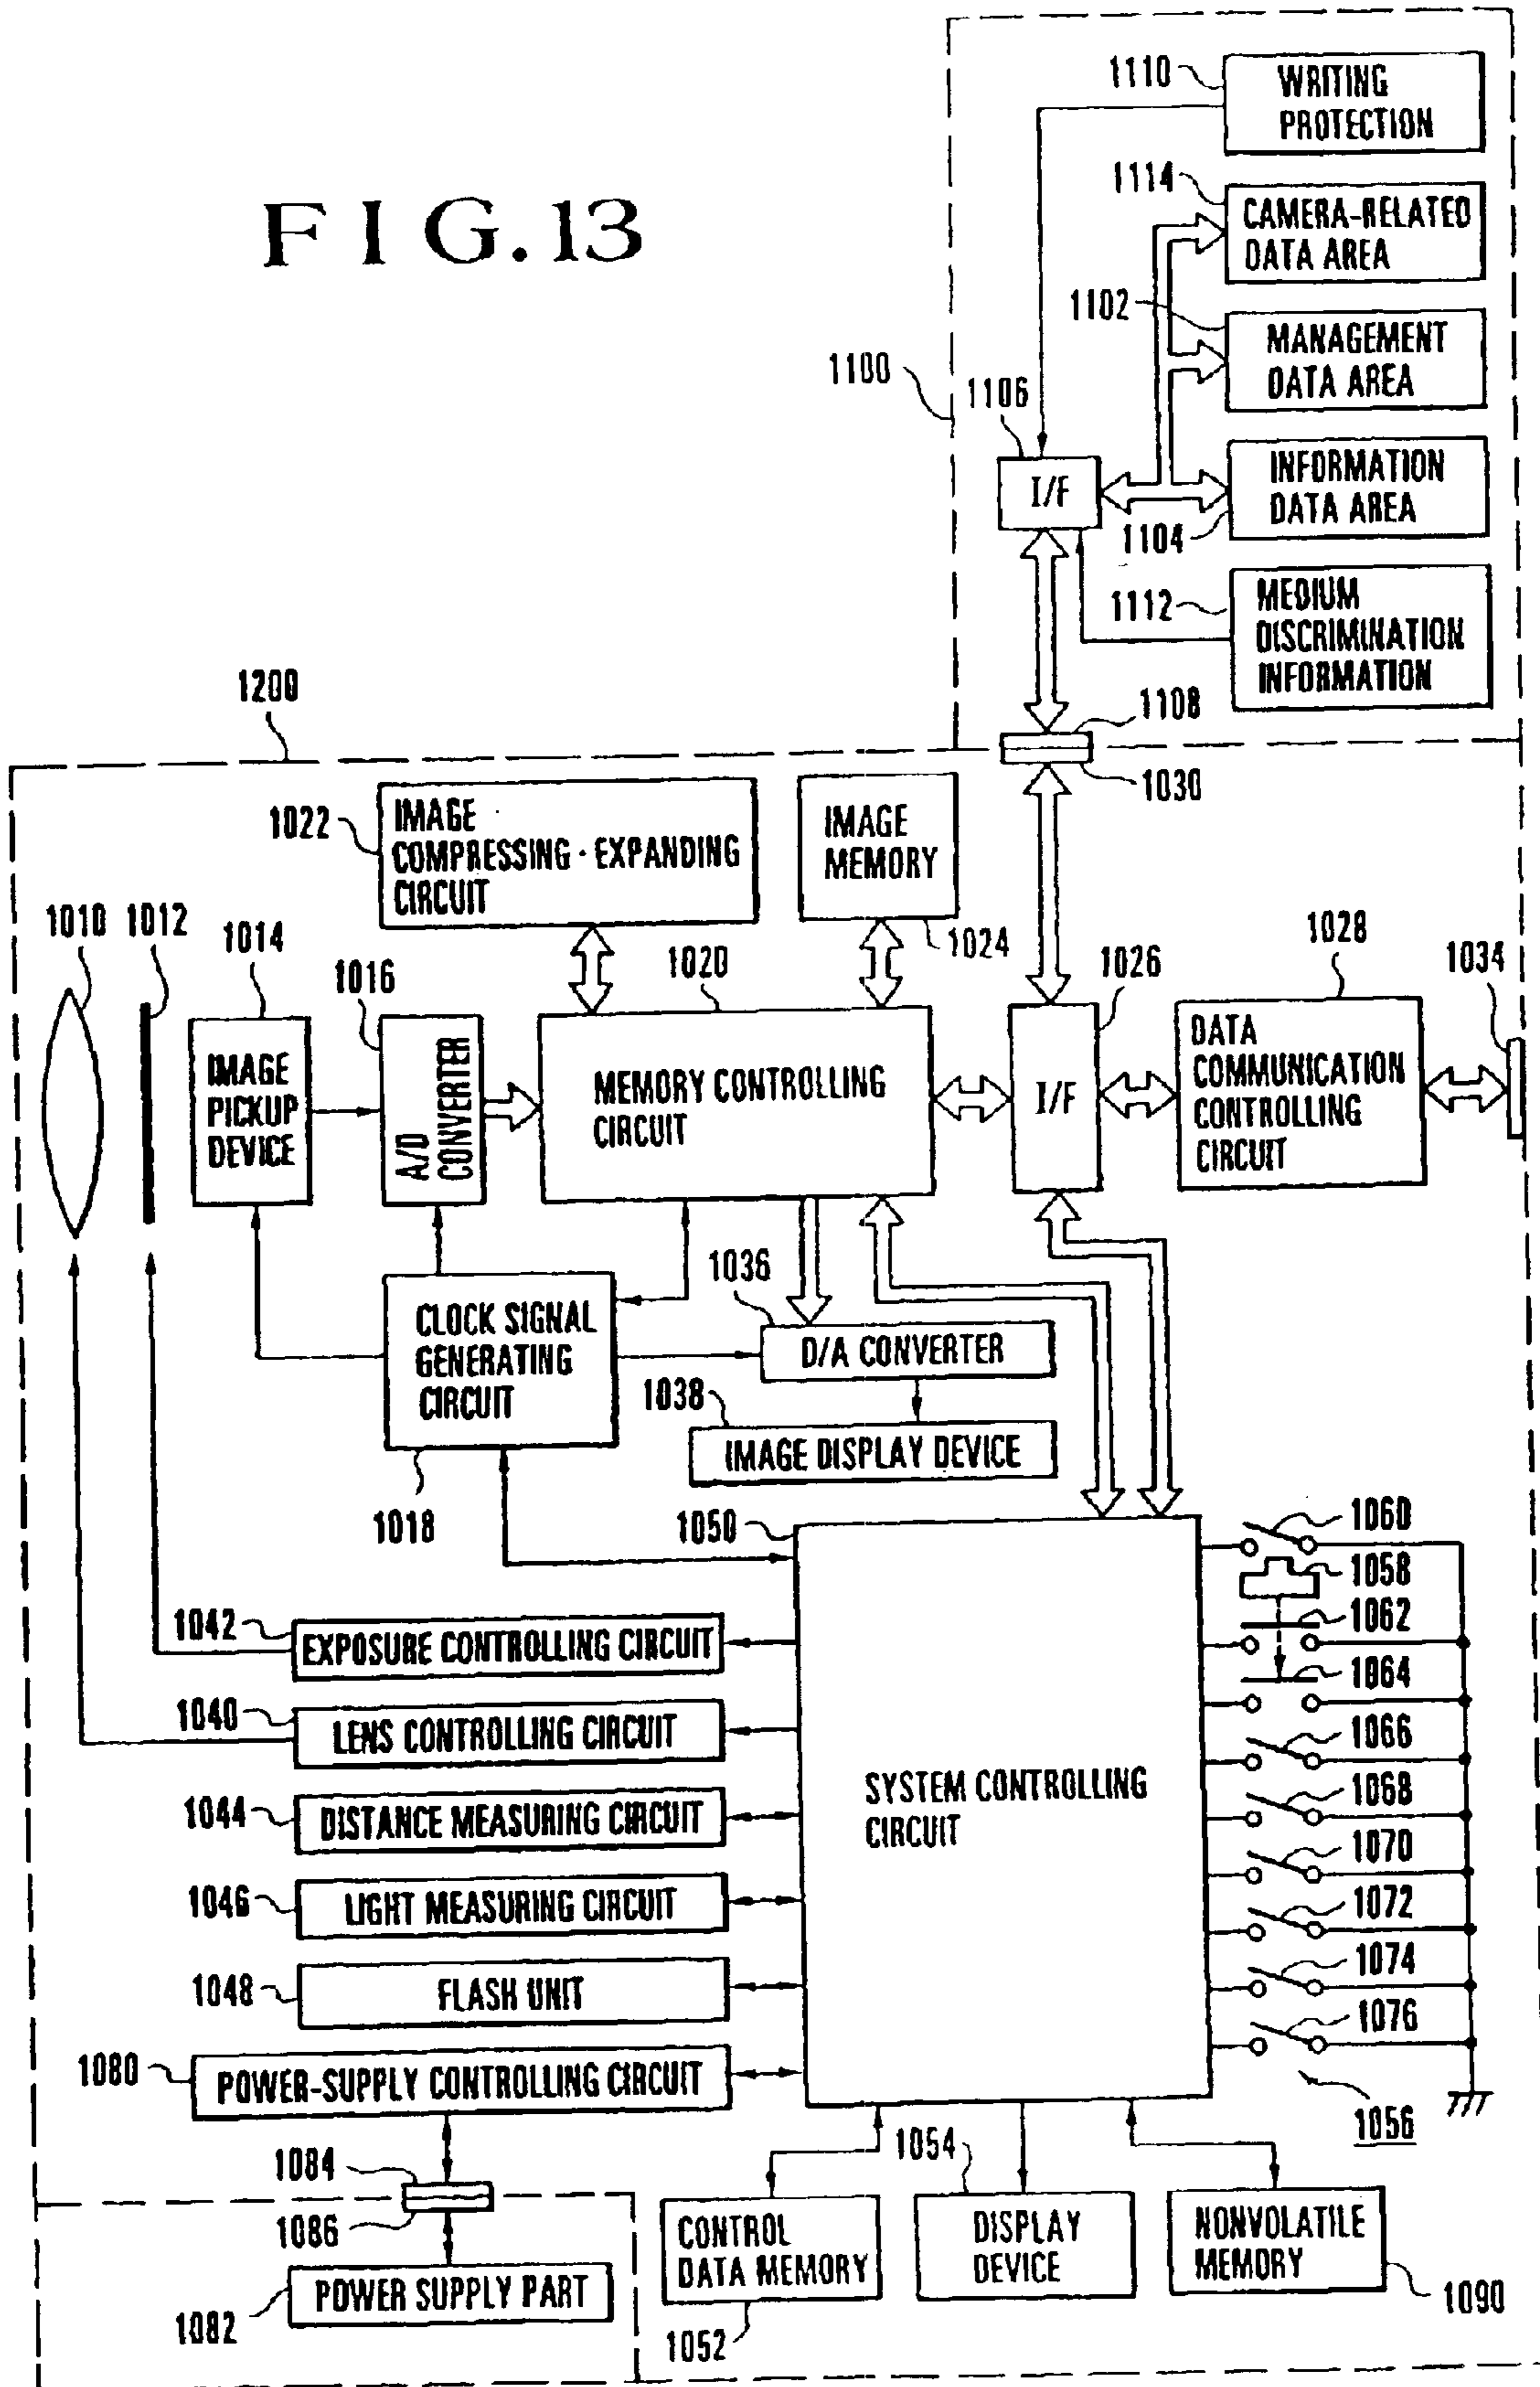 FIG.13
1110
WRITING
PROTECTION
1114
CAMERA-RELATED
DATA AREA
1102
MANAGEMENT
DATA AREA
1100
1106
I/F
INFORMATION
DATA AREA
1104
1112
MEDIUM
DISCRIMINATION
INFORMATION
1200
1108
1030
1022
IMAGE
COMPRESSING · EXPANDING
CIRCUIT
IMAGE
MEMORY
1024
1010
1012
1014
IMAGE
PICKUP
DEVICE
1016
A/D
CONVERTER
1020
MEMORY CONTROLLING
CIRCUIT
1026
I/F
1028
DATA
COMMUNICATION
CONTROLLING
CIRCUIT
1034
CLOCK SIGNAL
GENERATING
CIRCUIT
1018
1036
D/A CONVERTER
1038
IMAGE DISPLAY DEVICE
1050
SYSTEM CONTROLLING
CIRCUIT
1042
EXPOSURE CONTROLLING CIRCUIT
1040
LENS CONTROLLING CIRCUIT
1044
DISTANCE MEASURING CIRCUIT
1046
LIGHT MEASURING CIRCUIT
1048
FLASH UNIT
1080
POWER-SUPPLY CONTROLLING CIRCUIT
1060
1058
1062
1064
1066
1068
1070
1072
1074
1076
1056
1084
1086
POWER SUPPLY PART
1082
CONTROL
DATA MEMORY
1052
1054
DISPLAY
DEVICE
NONVOLATILE
MEMORY
1090